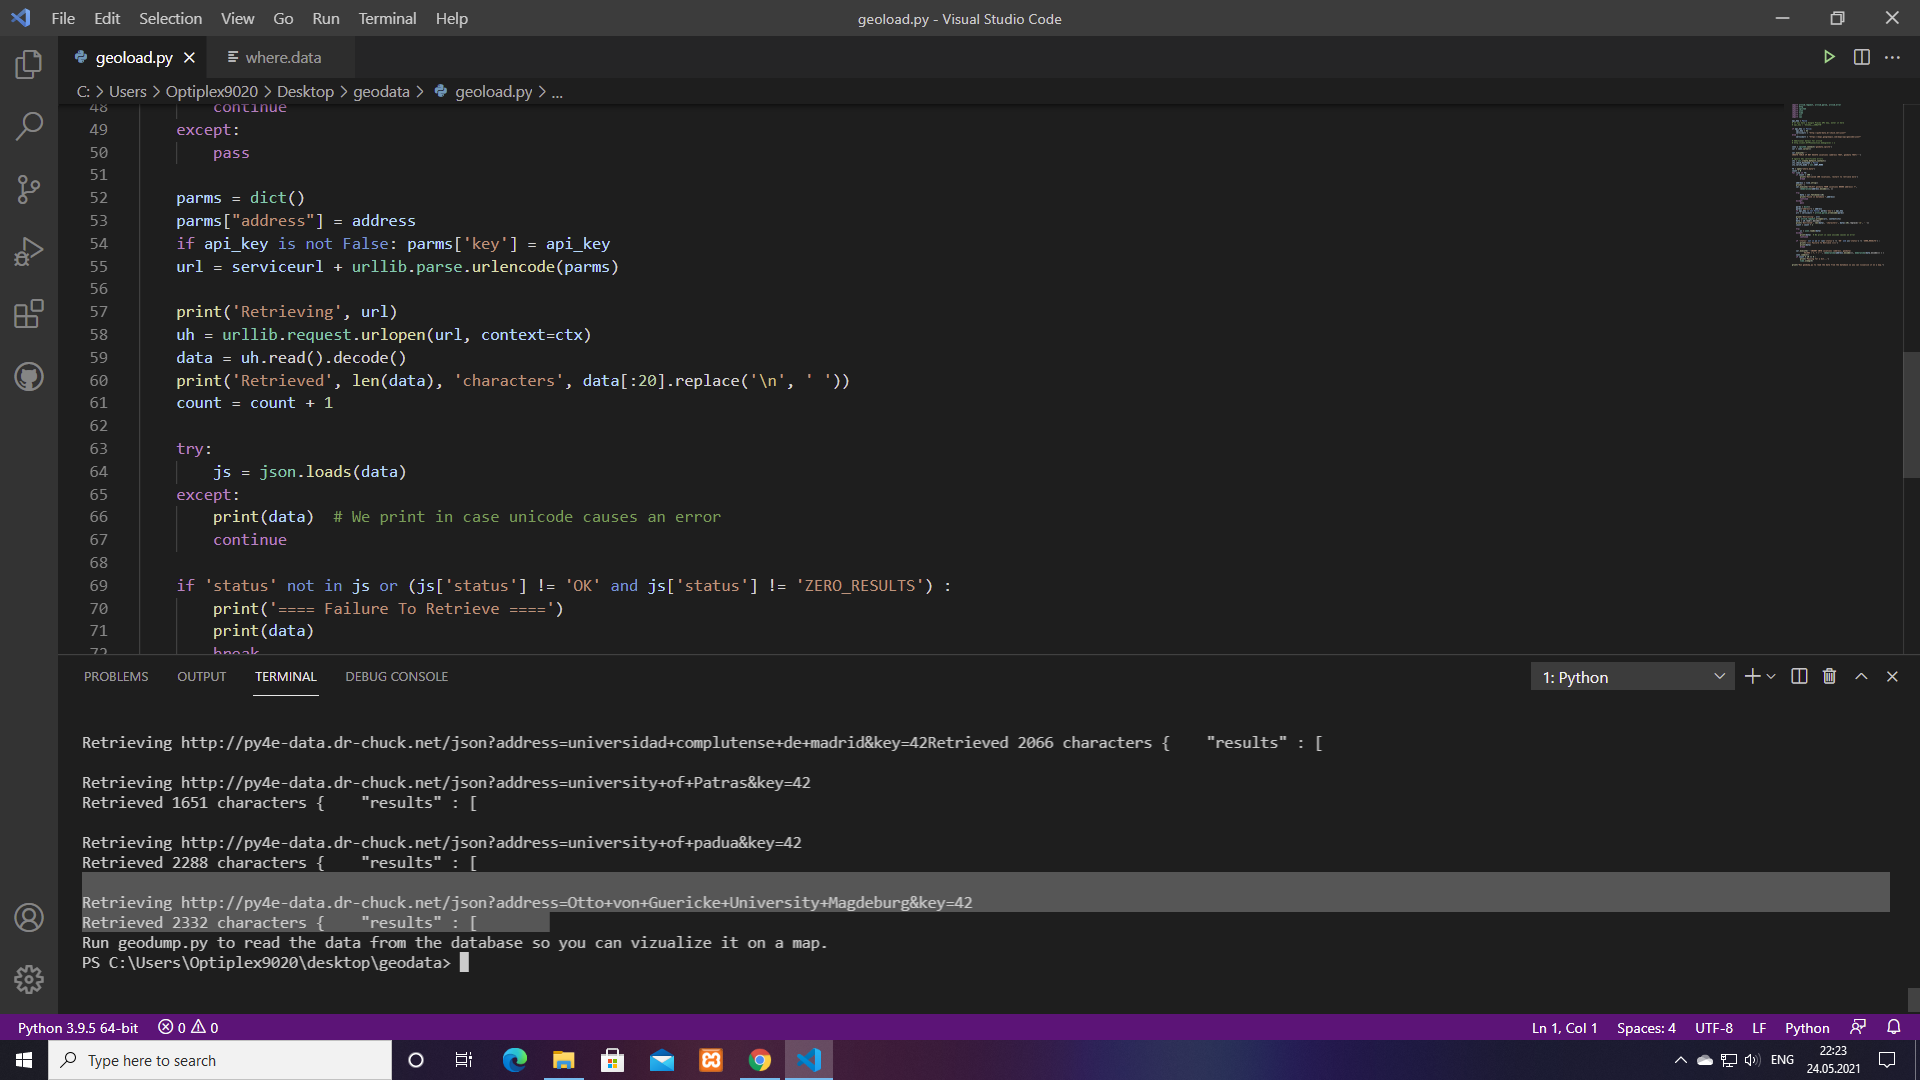 File Edit Selection View Go Run Terminal Help
geoload.py - Visual Studio Code
geoload.py
where.data
C: > Users > Optiplex9020 > Desktop > geodata > geoload.py > ...
48 continue
49 except:
50 pass
51
52 parms = dict()
53 parms["address"] = address
54 if api_key is not False: parms['key'] = api_key
55 url = serviceurl + urllib.parse.urlencode(parms)
56
57 print('Retrieving', url)
58 uh = urllib.request.urlopen(url, context=ctx)
59 data = uh.read().decode()
60 print('Retrieved', len(data), 'characters', data[:20].replace('\n', ' '))
61 count = count + 1
62
63 try:
64 js = json.loads(data)
65 except:
66 print(data)  # We print in case unicode causes an error
67 continue
68
69 if 'status' not in js or (js['status'] != 'OK' and js['status'] != 'ZERO_RESULTS') :
70 print('==== Failure To Retrieve ====')
71 print(data)
72 break
PROBLEMS OUTPUT TERMINAL DEBUG CONSOLE
1: Python
Retrieving http://py4e-data.dr-chuck.net/json?address=universidad+complutense+de+madrid&key=42Retrieved 2066 characters {    "results" : [
Retrieving http://py4e-data.dr-chuck.net/json?address=university+of+Patras&key=42
Retrieved 1651 characters {    "results" : [
Retrieving http://py4e-data.dr-chuck.net/json?address=university+of+padua&key=42
Retrieved 2288 characters {    "results" : [
Retrieving http://py4e-data.dr-chuck.net/json?address=Otto+von+Guericke+University+Magdeburg&key=42
Retrieved 2332 characters {    "results" : [
Run geodump.py to read the data from the database so you can vizualize it on a map.
PS C:\Users\Optiplex9020\desktop\geodata>
Python 3.9.5 64-bit 0 0
Ln 1, Col 1 Spaces: 4 UTF-8 LF Python
Type here to search
ENG
22:23
24.05.2021